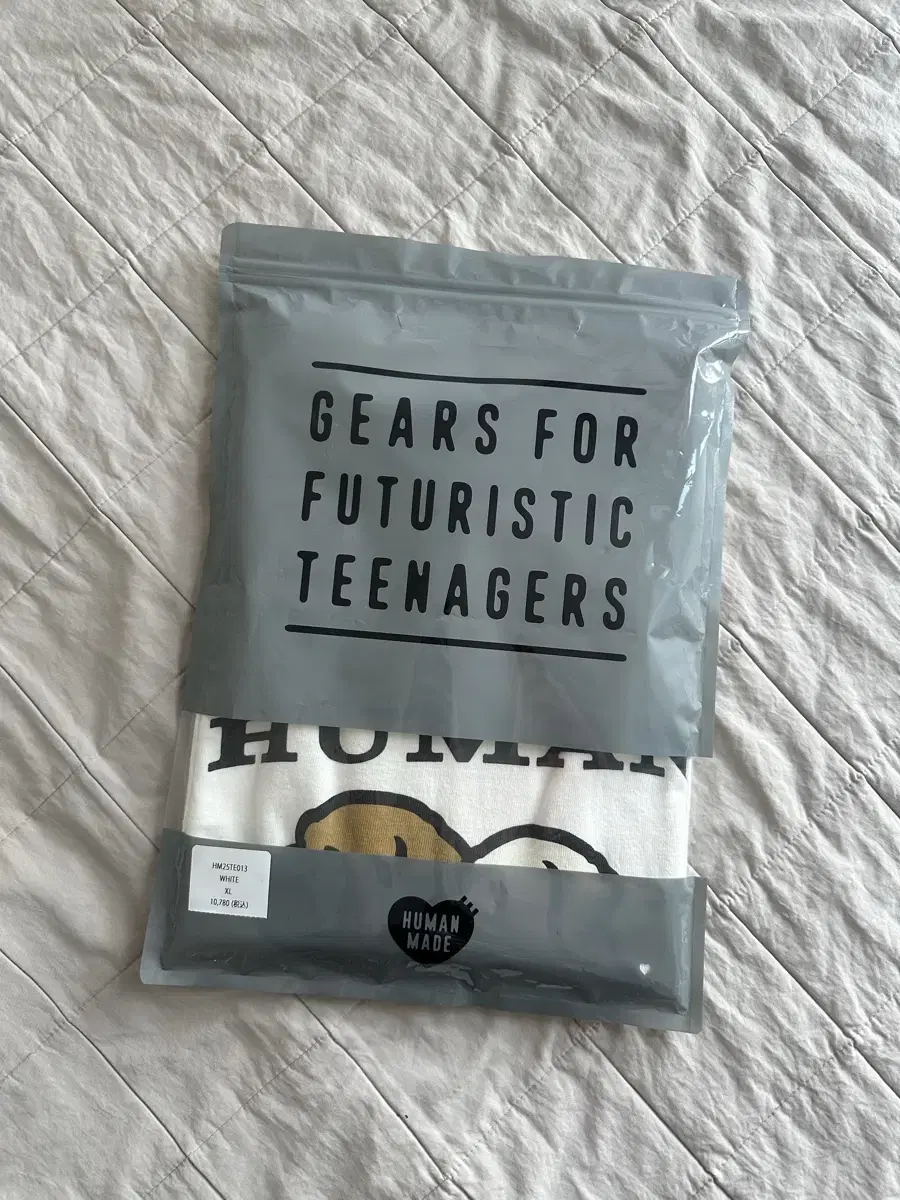 GEARS FOR
FUTURISTIC
TEENAGERS
HUMAN
HM25TE013
WHITE
XL
10,780 (税込)
HUMAN
MADE